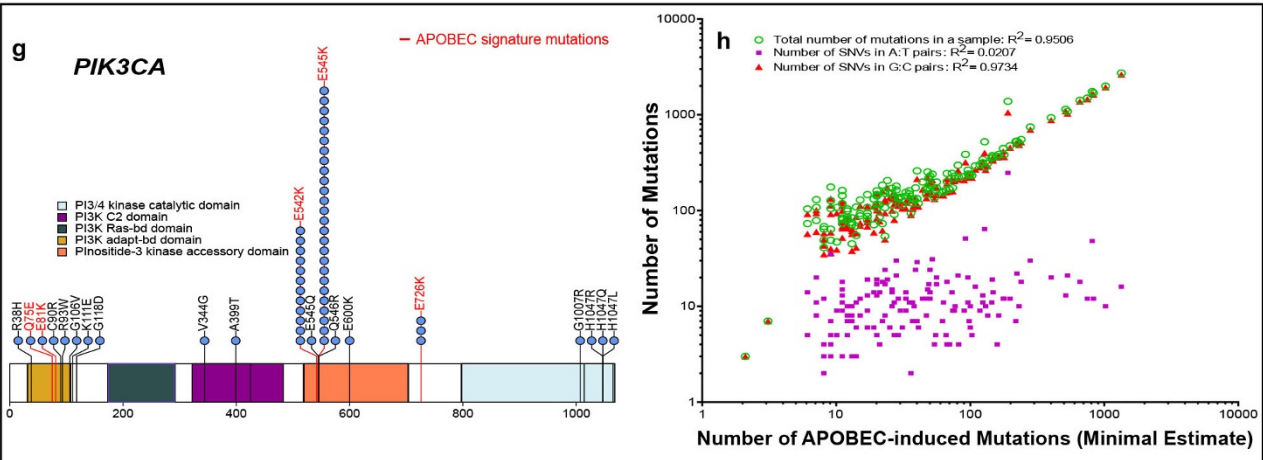 g
PIK3CA
APOBEC signature mutations
PI3/4 kinase catalytic domain
PI3K C2 domain
PI3K Ras-bd domain
PI3K adapt-bd domain
PInositide-3 kinase accessory domain
R38H
Q75E
E81K
C90R
R93W
G106V
K111E
G118D
V344G
A399T
E542K
E545Q
E545K
Q546R
E600K
E726K
G1007R
H1047R
H1047Q
H1047L
0
200
400
600
800
1000
h
Total number of mutations in a sample: R2= 0.9506
Number of SNVs in A:T pairs: R2= 0.0207
Number of SNVs in G:C pairs: R2= 0.9734
Number of Mutations
10000
1000
100
10
1
1
10
100
1000
10000
Number of APOBEC-induced Mutations (Minimal Estimate)